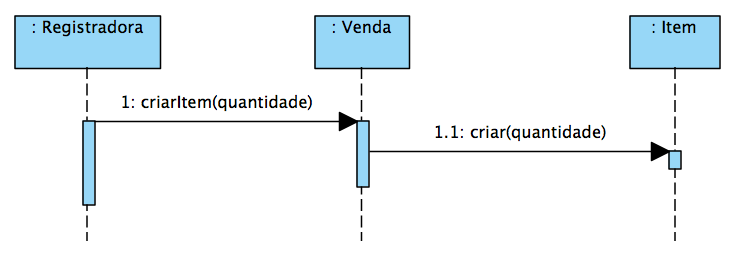 : Registradora
: Venda
: Item
1: criarItem(quantidade)
1.1: criar(quantidade)